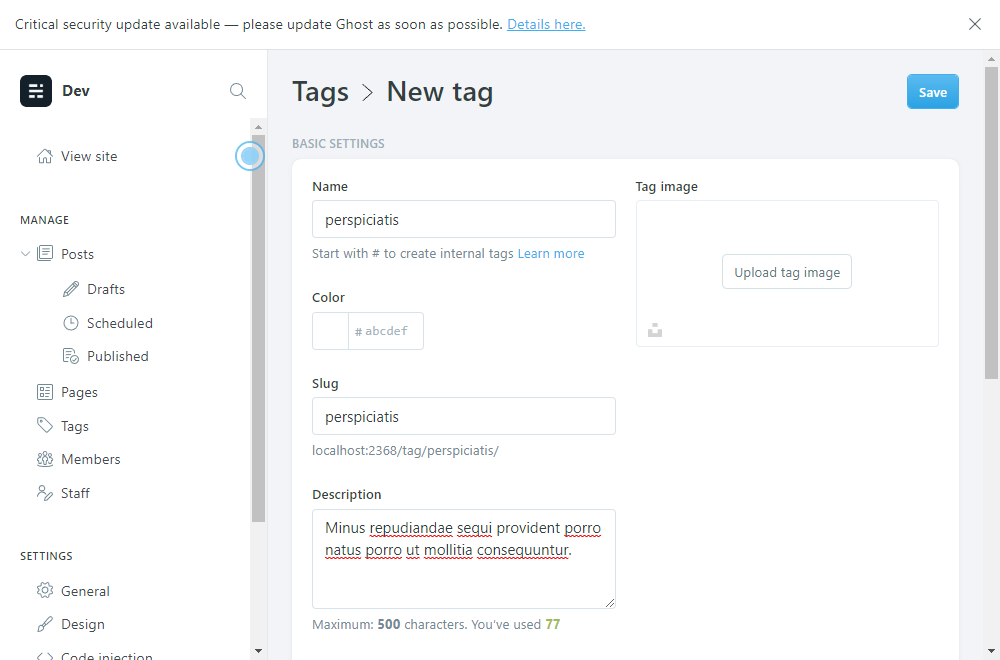 Critical security update available — please update Ghost as soon as possible. Details here.
Dev
View site
MANAGE
Posts
Drafts
Scheduled
Published
Pages
Tags
Members
Staff
SETTINGS
General
Design
Code injection
Tags > New tag
Save
BASIC SETTINGS
Name
perspiciatis
Start with # to create internal tags Learn more
Color
# abcdef
Slug
perspiciatis
localhost:2368/tag/perspiciatis/
Description
Minus repudiandae sequi provident porro
natus porro ut mollitia consequuntur.
Maximum: 500 characters. You've used 77
Tag image
Upload tag image